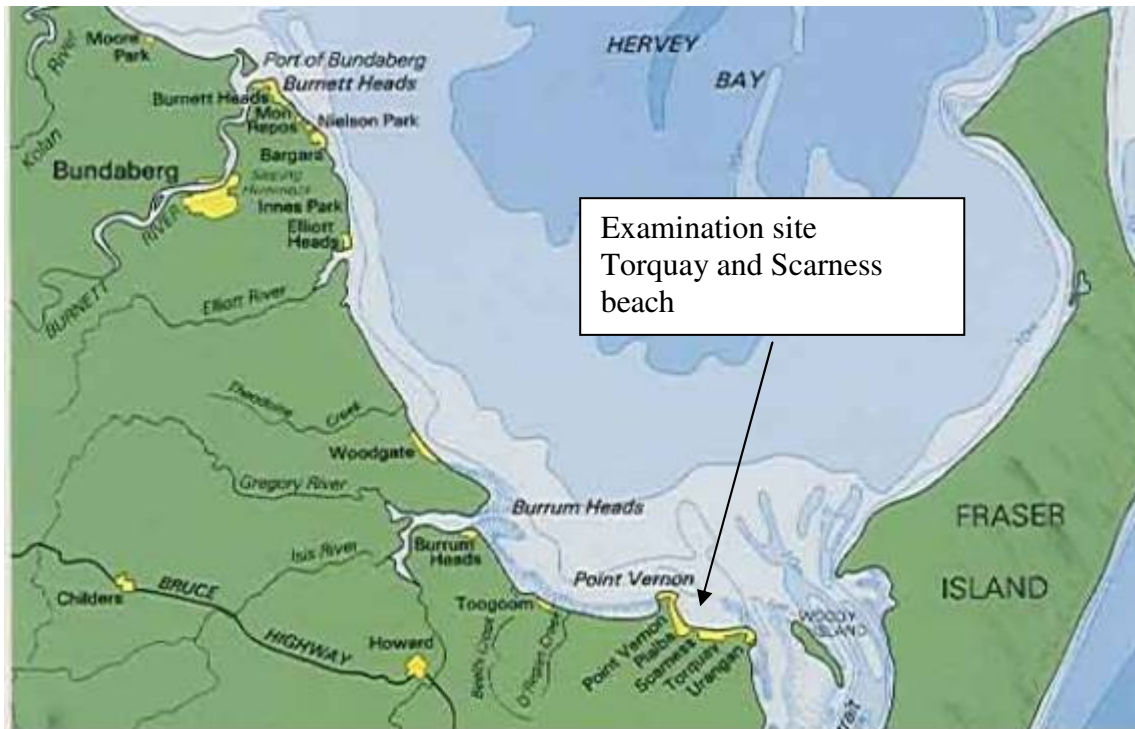 HERVEY
BAY
Moore
Park
River
Kolan
Port of Bundaberg
Burnett Heads
Burnett Heads
Mon
Repos
Nielson Park
Bargara
Bundaberg
Innes Park
Elliott
Heads
BURNETT
RIVER
Elliott River
Examination site
Torquay and Scarness
beach
Theodolite
Creek
Woodgate
Gregory River
Burrum Heads
Isis River
Burrum
Heads
Childers
BRUCE
HIGHWAY
Howard
Toogoom
Point Vernon
Point Vernon
Pialba
Scarness
Torquay
Urangan
WOODY
ISLAND
FRASER
ISLAND